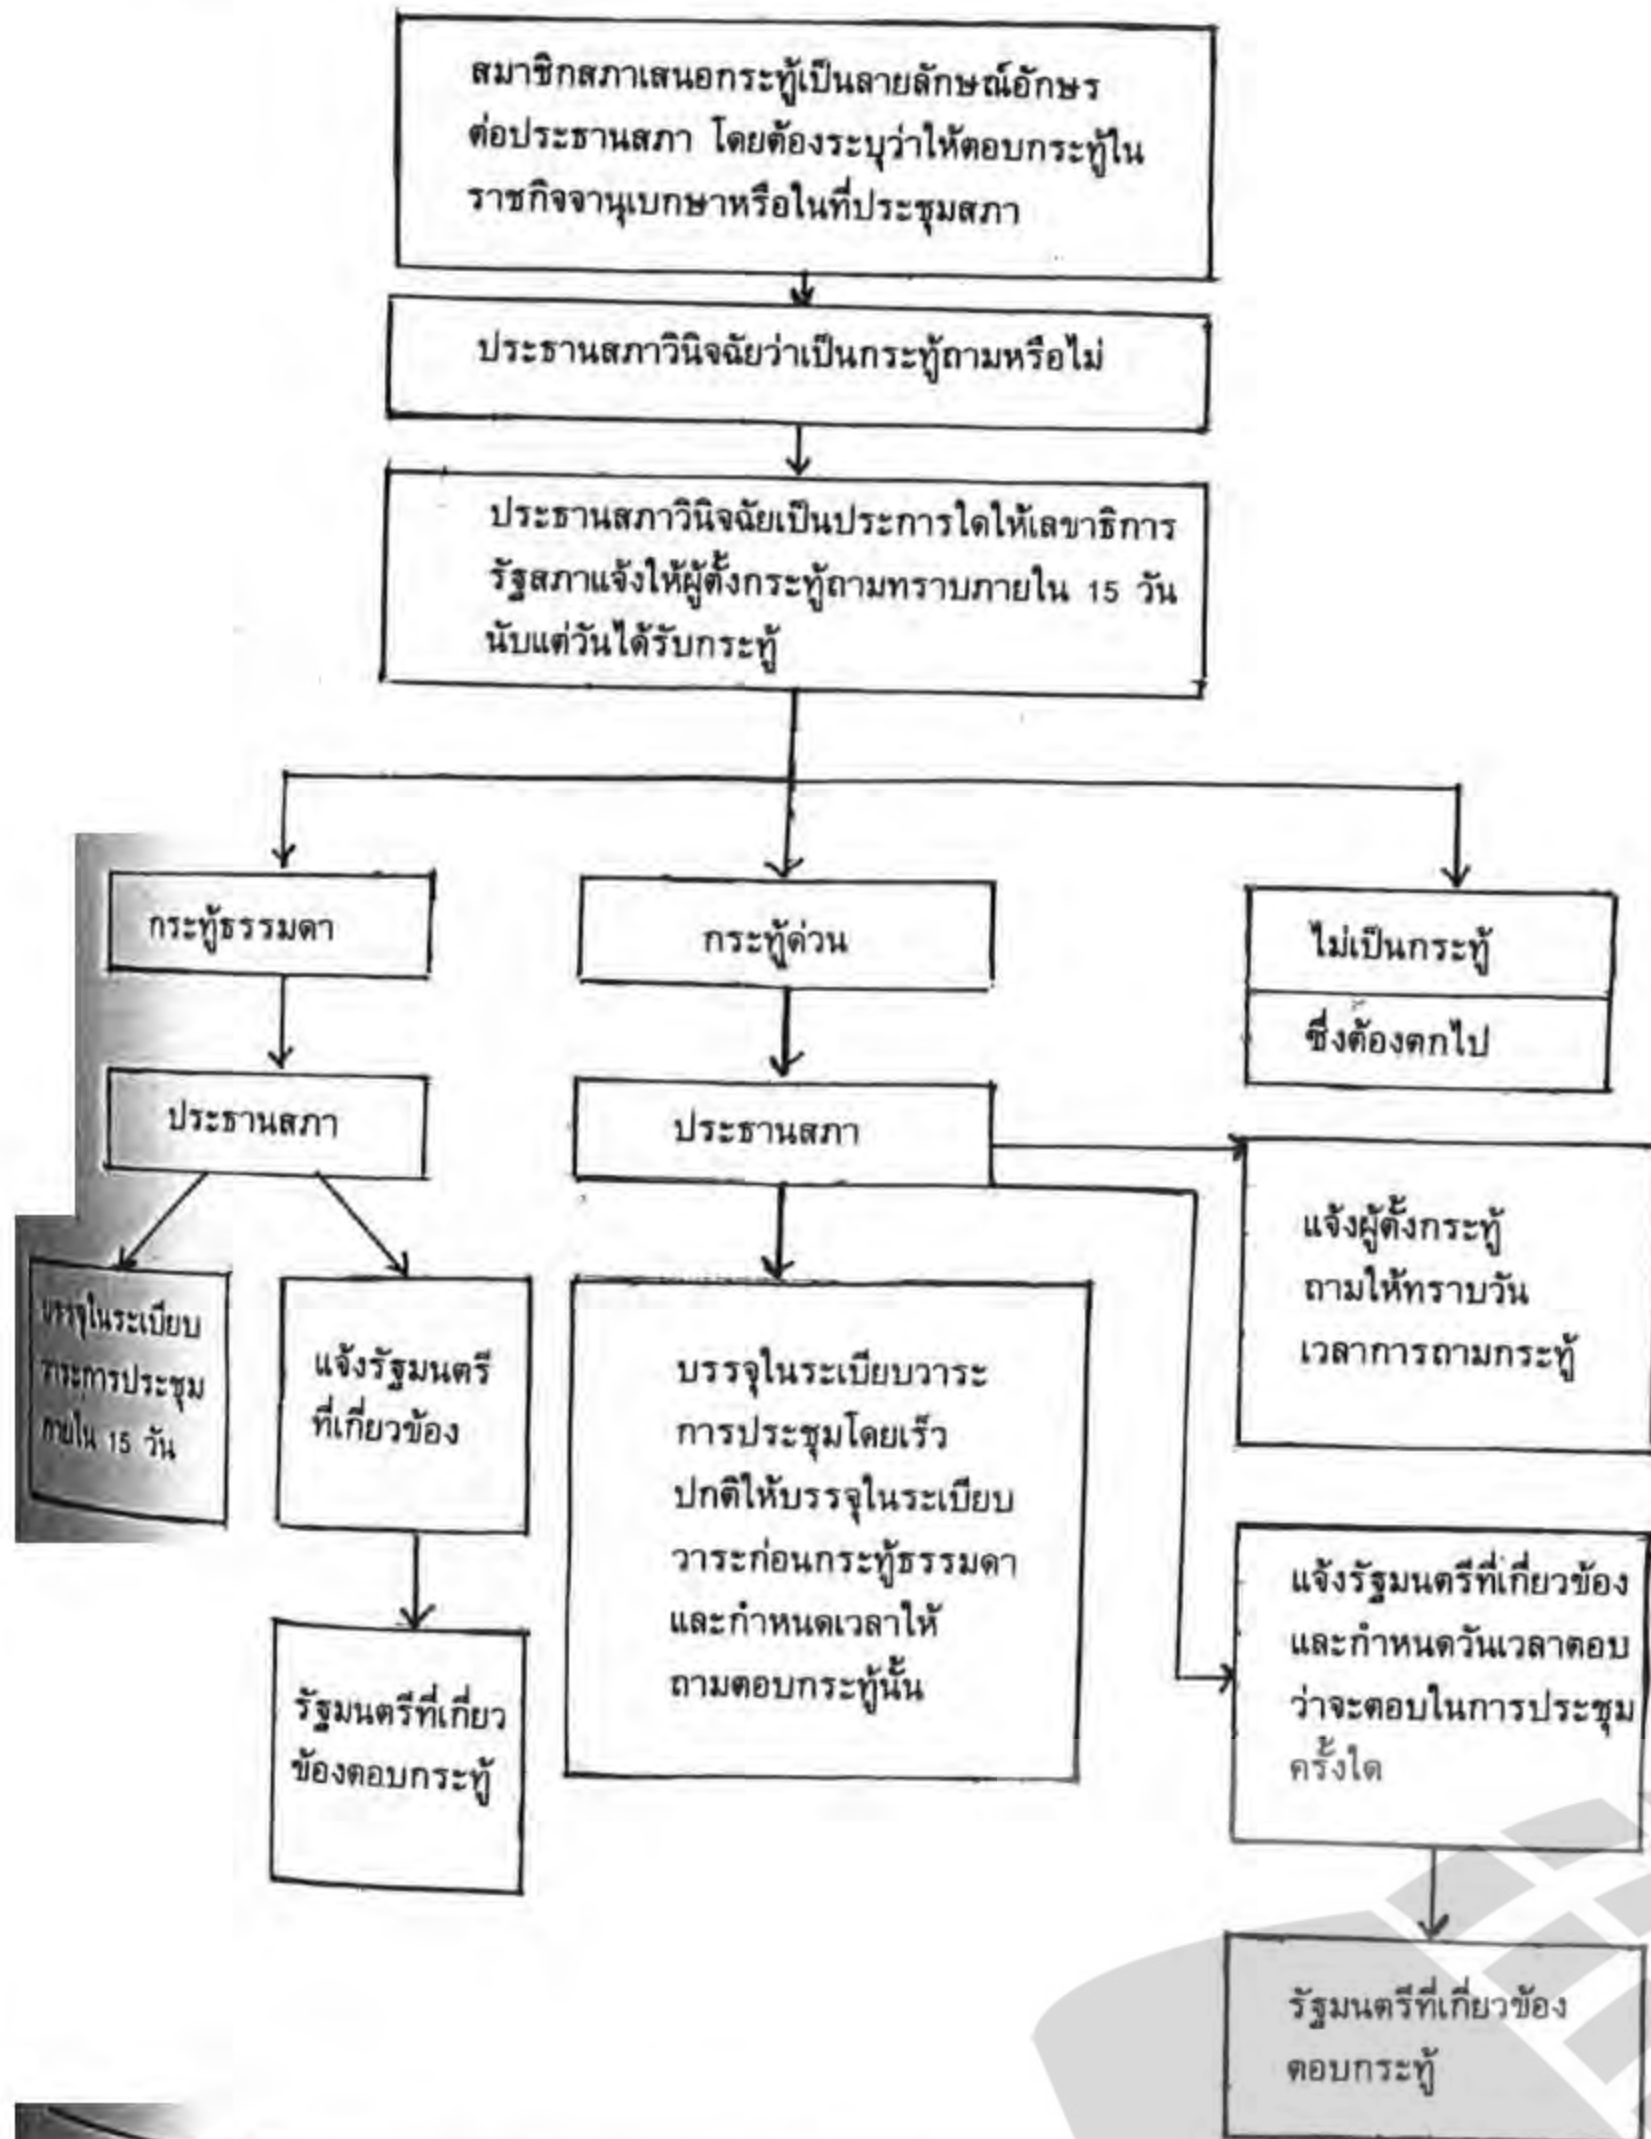 สมาชิกสภาเสนอกระทู้เป็นลายลักษณ์อักษร
ต่อประธานสภา โดยต้องระบุว่าให้ตอบกระทู้ใน
ราชกิจจานุเบกษาหรือในที่ประชุมสภา
ประธานสภาวินิจฉัยว่าเป็นกระทู้ถามหรือไม่
ประธานสภาวินิจฉัยเป็นประการใดให้เลขาธิการ
รัฐสภาแจ้งให้ผู้ตั้งกระทู้ถามทราบภายใน 15 วัน
นับแต่วันได้รับกระทู้
กระทู้ธรรมดา
กระทู้ด่วน
ไม่เป็นกระทู้
ซึ่งต้องตกไป
ประธานสภา
ประธานสภา
บรรจุในระเบียบ
วาระการประชุม
ภายใน 15 วัน
แจ้งรัฐมนตรี
ที่เกี่ยวข้อง
รัฐมนตรีที่เกี่ยว
ข้องตอบกระทู้
บรรจุในระเบียบวาระ
การประชุมโดยเร็ว
ปกติให้บรรจุในระเบียบ
วาระก่อนกระทู้ธรรมดา
และกำหนดเวลาให้
ถามตอบกระทู้นั้น
แจ้งผู้ตั้งกระทู้
ถามให้ทราบวัน
เวลาการถามกระทู้
แจ้งรัฐมนตรีที่เกี่ยวข้อง
และกำหนดวันเวลาตอบ
ว่าจะตอบในการประชุม
ครั้งใด
รัฐมนตรีที่เกี่ยวข้อง
ตอบกระทู้